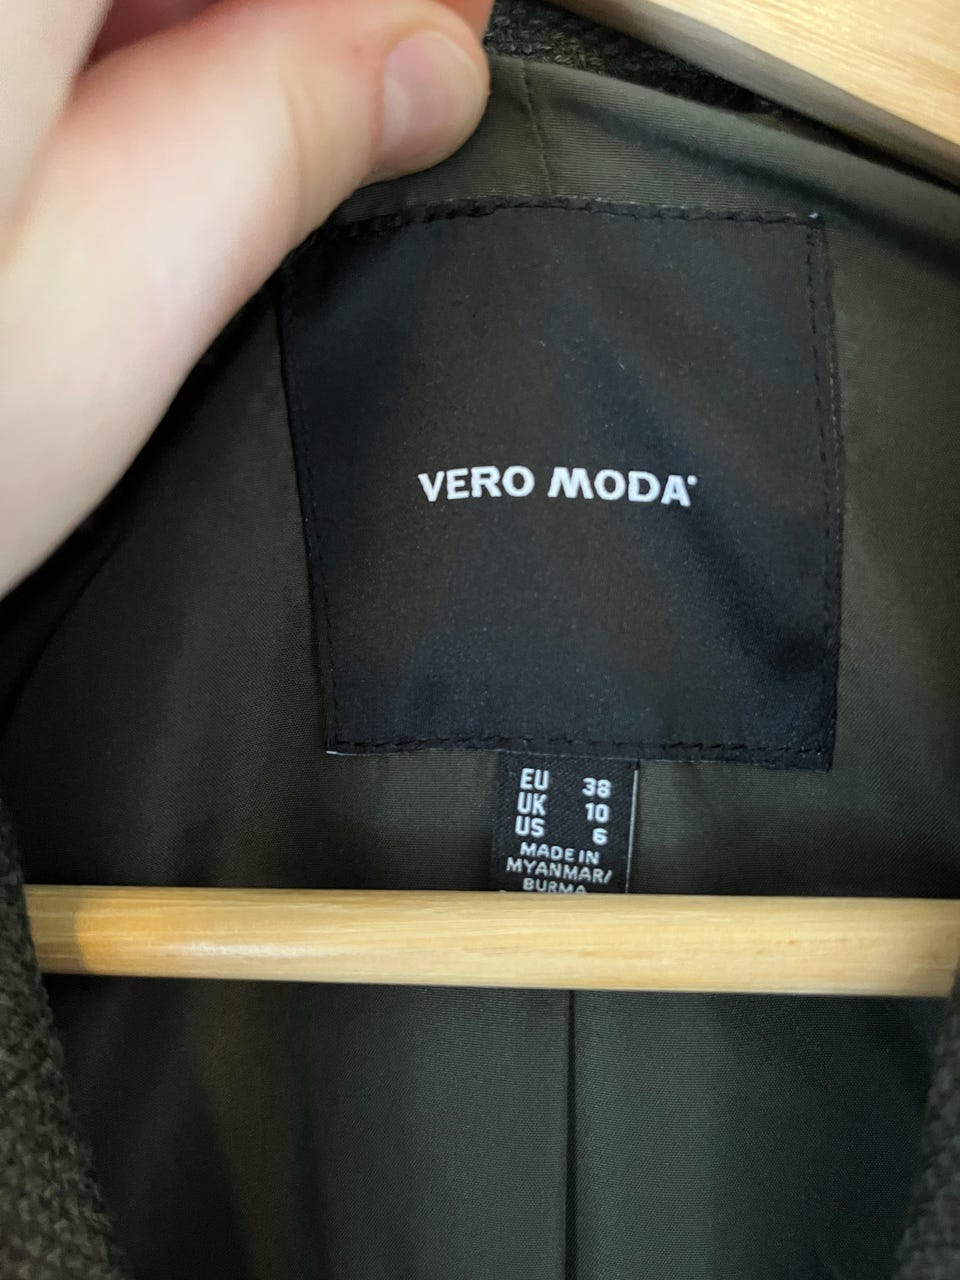 VERO MODA
EU 38
UK 10
US 6
MADE IN
MYANMAR/
BURMA